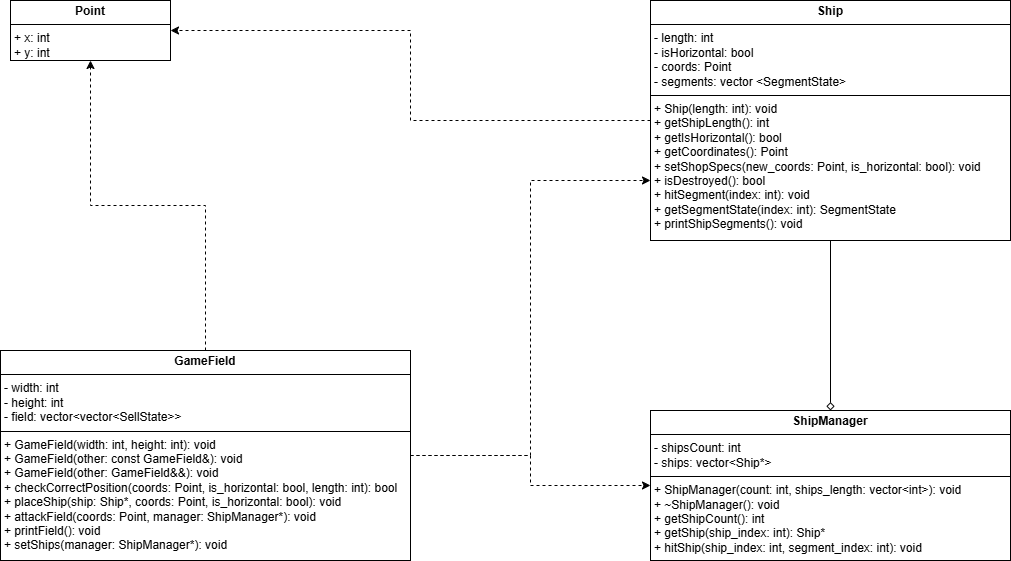 Point
+ x: int
+ y: int
Ship
- length: int
- isHorizontal: bool
- coords: Point
- segments: vector <SegmentState>
+ Ship(length: int): void
+ getShipLength(): int
+ getIsHorizontal(): bool
+ getCoordinates(): Point
+ setShopSpecs(new_coords: Point, is_horizontal: bool): void
+ isDestroyed(): bool
+ hitSegment(index: int): void
+ getSegmentState(index: int): SegmentState
+ printShipSegments(): void
GameField
- width: int
- height: int
- field: vector<vector<SellState>>
+ GameField(width: int, height: int): void
+ GameField(other: const GameField&): void
+ GameField(other: GameField&&): void
+ checkCorrectPosition(coords: Point, is_horizontal: bool, length: int): bool
+ placeShip(ship: Ship*, coords: Point, is_horizontal: bool): void
+ attackField(coords: Point, manager: ShipManager*): void
+ printField(): void
+ setShips(manager: ShipManager*): void
ShipManager
- shipsCount: int
- ships: vector<Ship*>
+ ShipManager(count: int, ships_length: vector<int>): void
+ ~ShipManager(): void
+ getShipCount(): int
+ getShip(ship_index: int): Ship*
+ hitShip(ship_index: int, segment_index: int): void